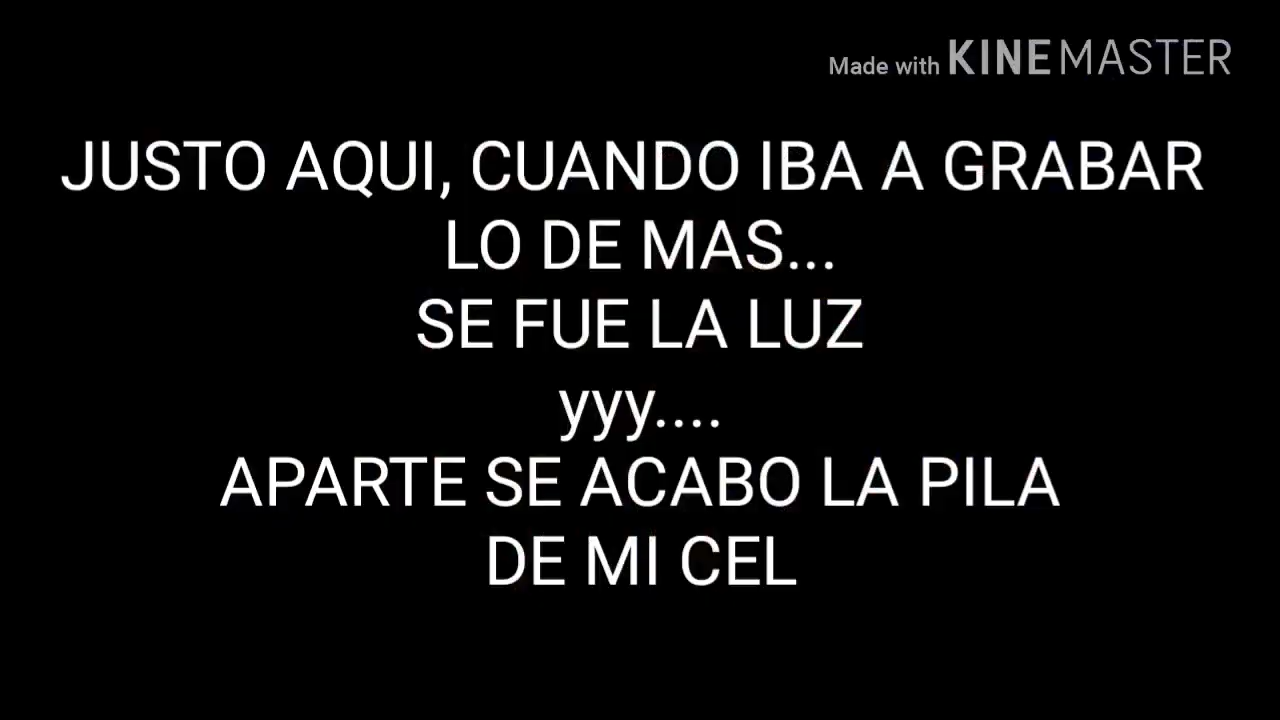 Made with KINEMASTER
JUSTO AQUI, CUANDO IBA A GRABAR
LO DE MAS...
SE FUE LA LUZ
yyy....
APARTE SE ACABO LA PILA
DE MI CEL